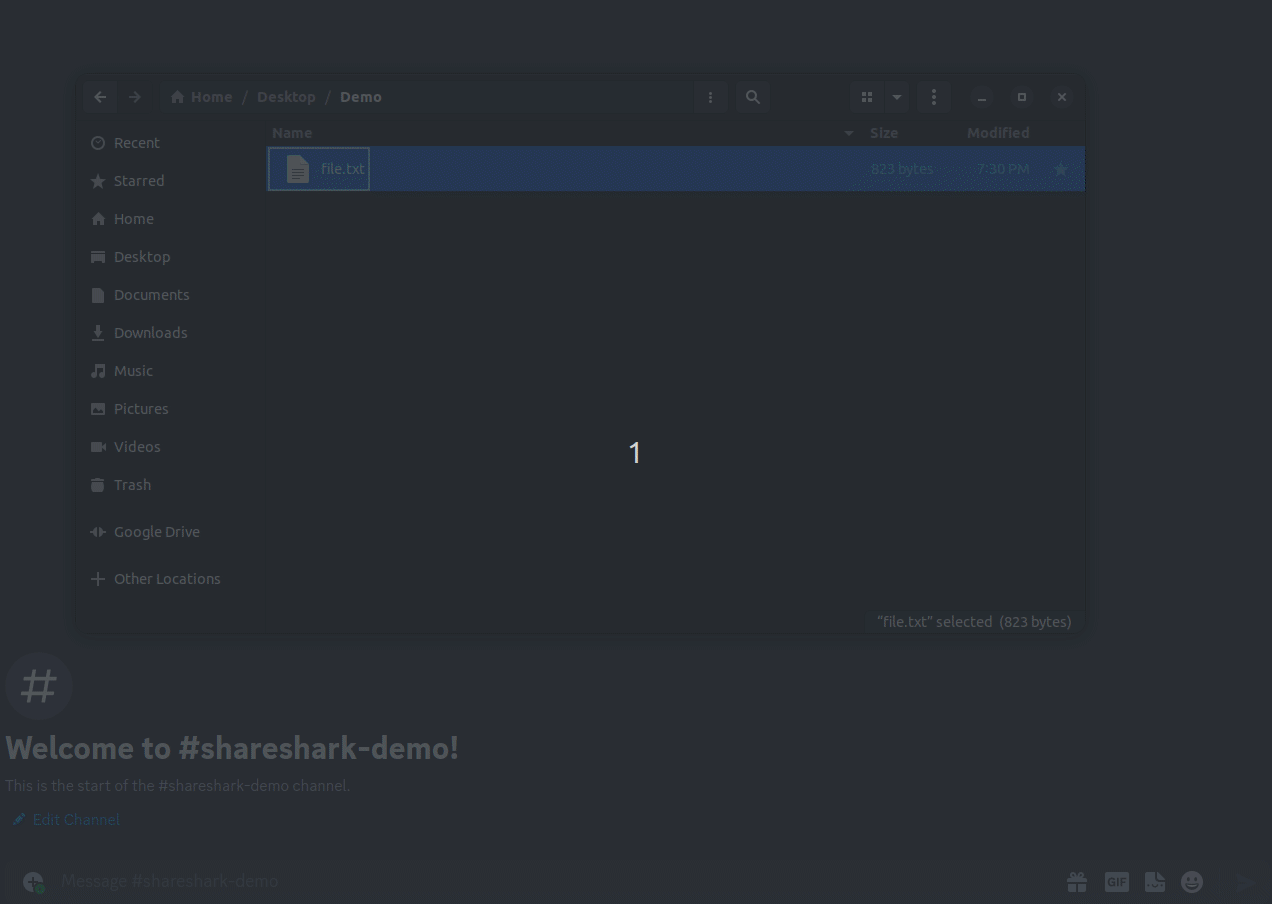 Home / Desktop / Demo
Name Size Modified
Recent
file.txt 823 bytes 7:30 PM
Starred
Home
Desktop
Documents
Downloads
Music
Pictures
1
Videos
Trash
Google Drive
Other Locations
"file.txt" selected (823 bytes)
#
Welcome to #shareshark-demo!
This is the start of the #shareshark-demo channel.
Edit Channel
Message #shareshark-demo
GIF